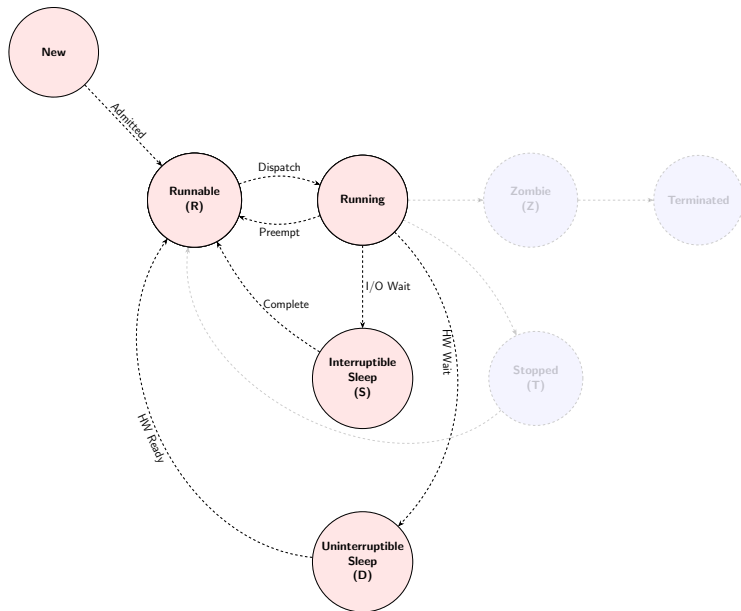 New
Admitted
Runnable
(R)
Dispatch
Preempt
Running
Zombie
(Z)
Terminated
I/O Wait
Complete
HW Wait
Interruptible
Sleep
(S)
Stopped
(T)
HW Ready
Uninterruptible
Sleep
(D)